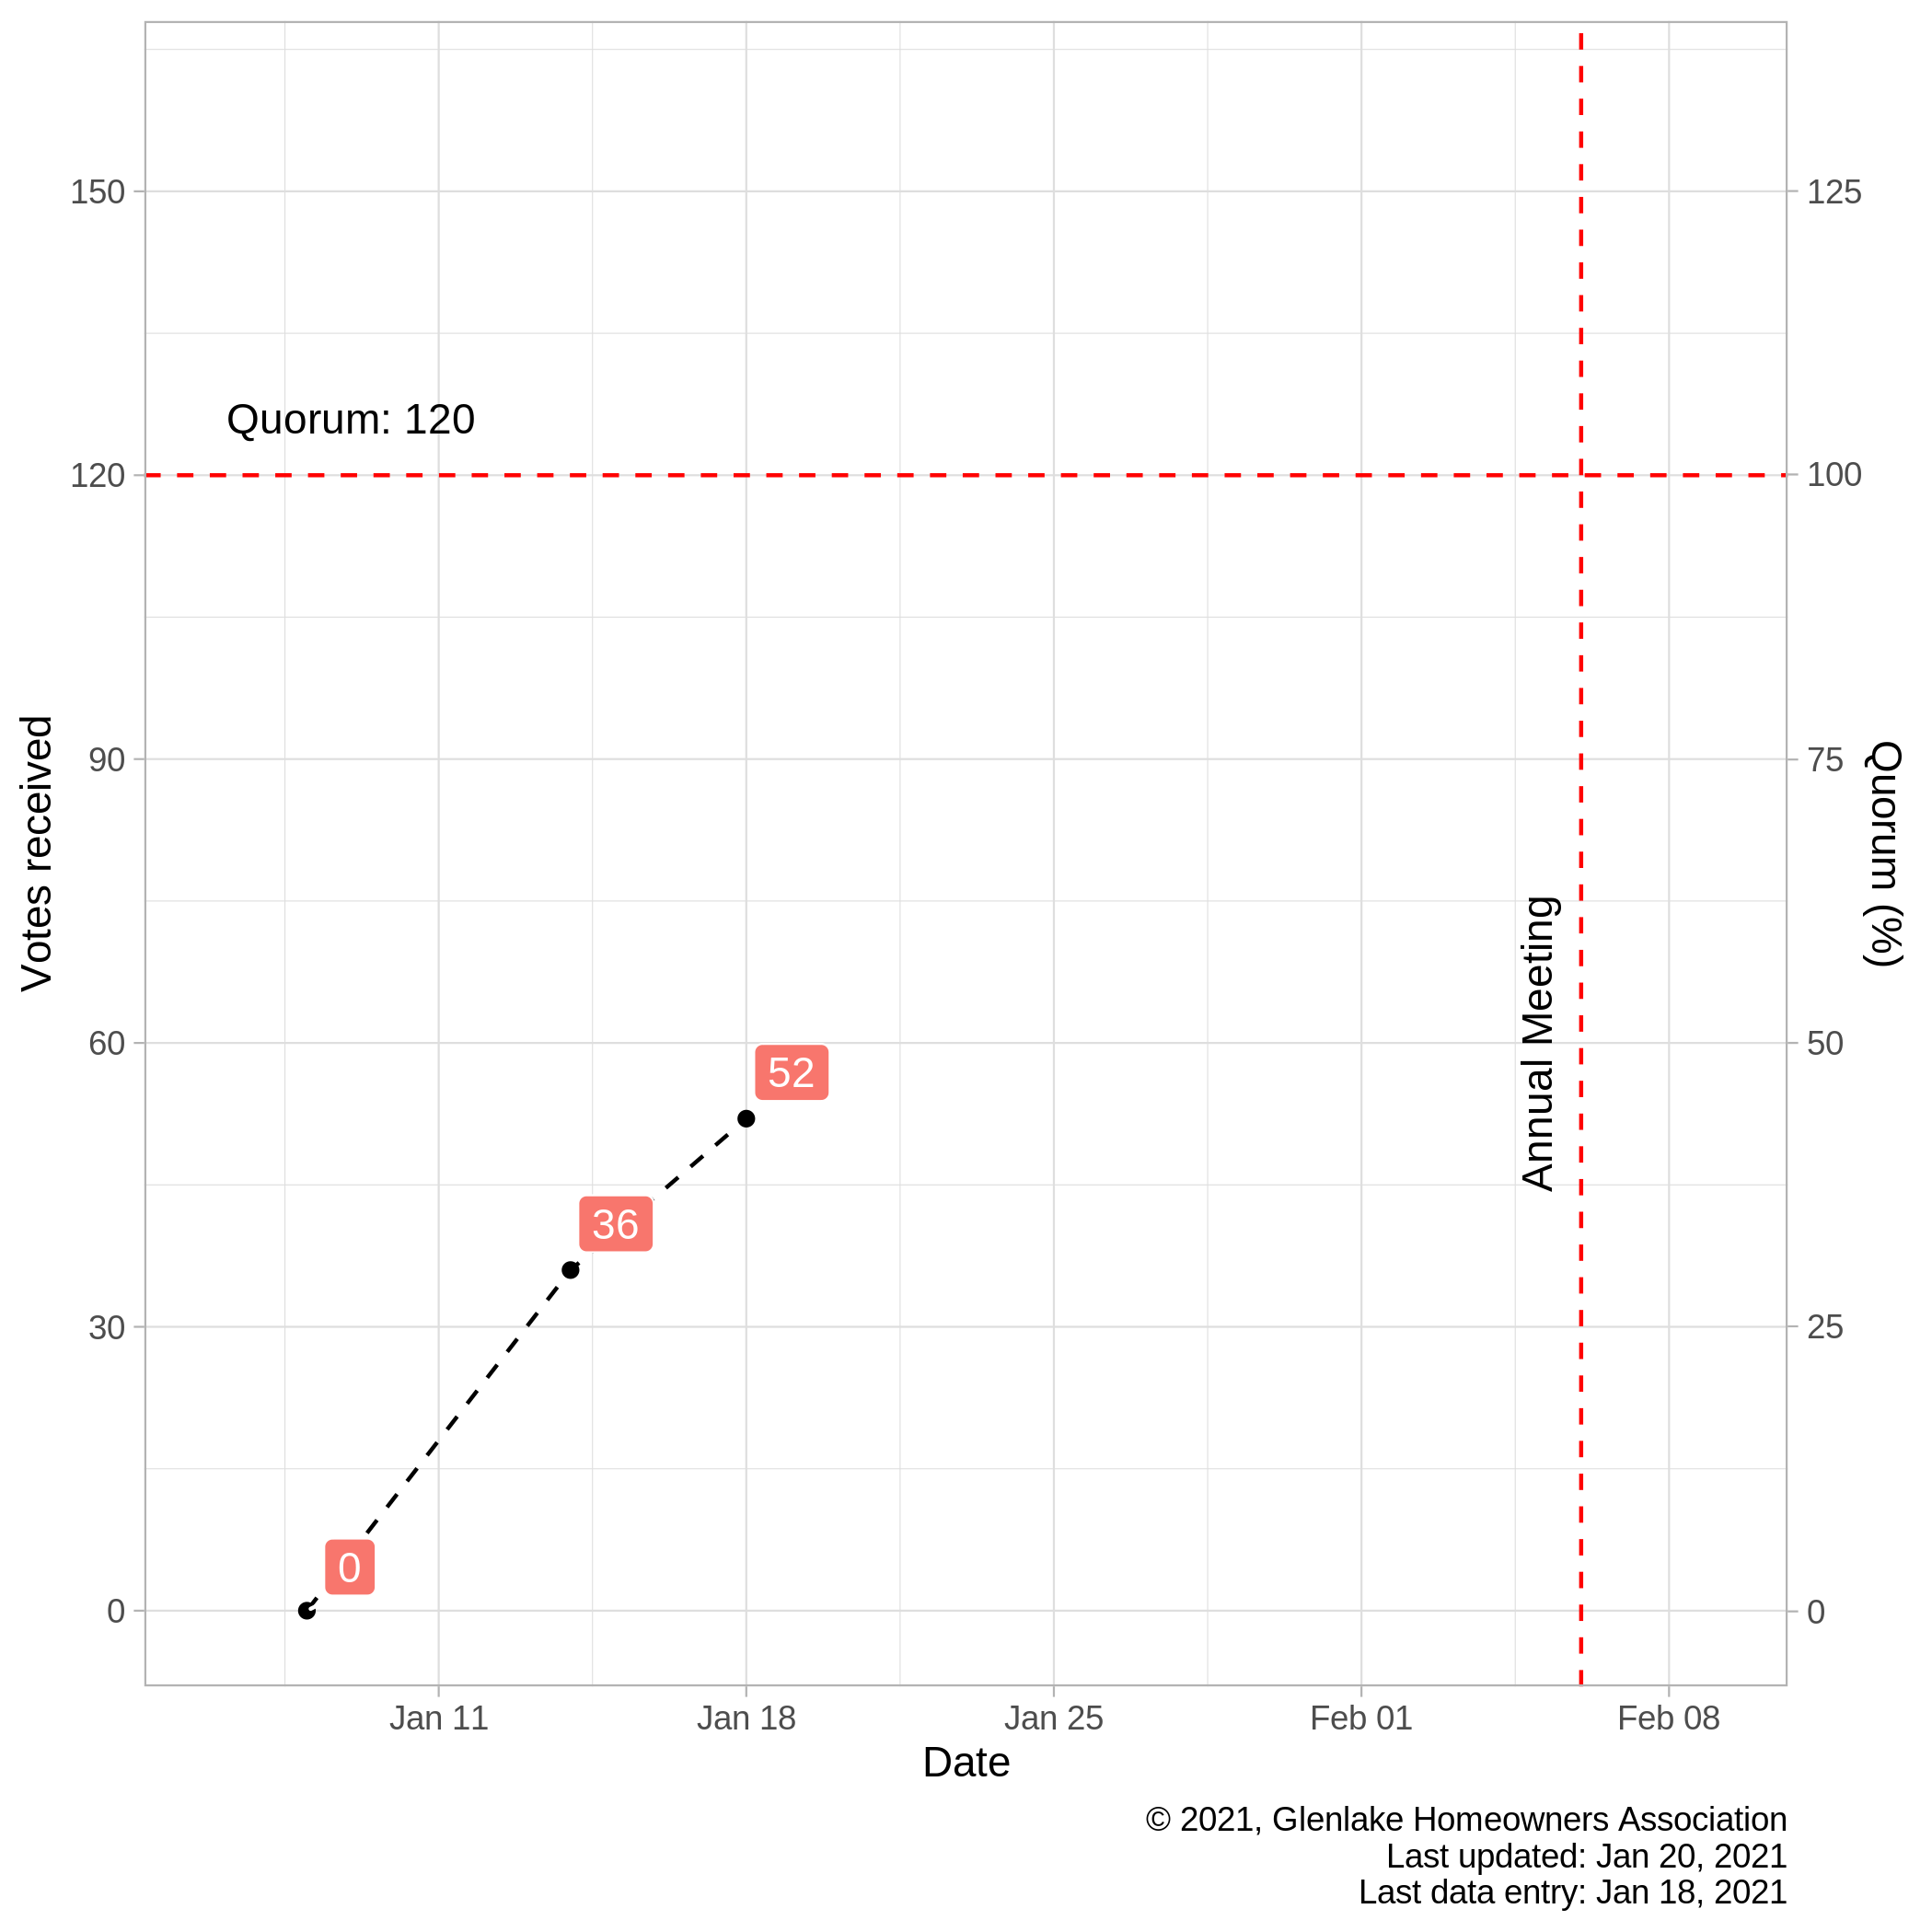 150
125
Quorum: 120
120
100
90
75
Votes received
Quorum (%)
Annual Meeting
60
50
52
36
30
25
0
0
0
Jan 11
Jan 18
Jan 25
Feb 01
Feb 08
Date
© 2021, Glenlake Homeowners Association
Last updated: Jan 20, 2021
Last data entry: Jan 18, 2021